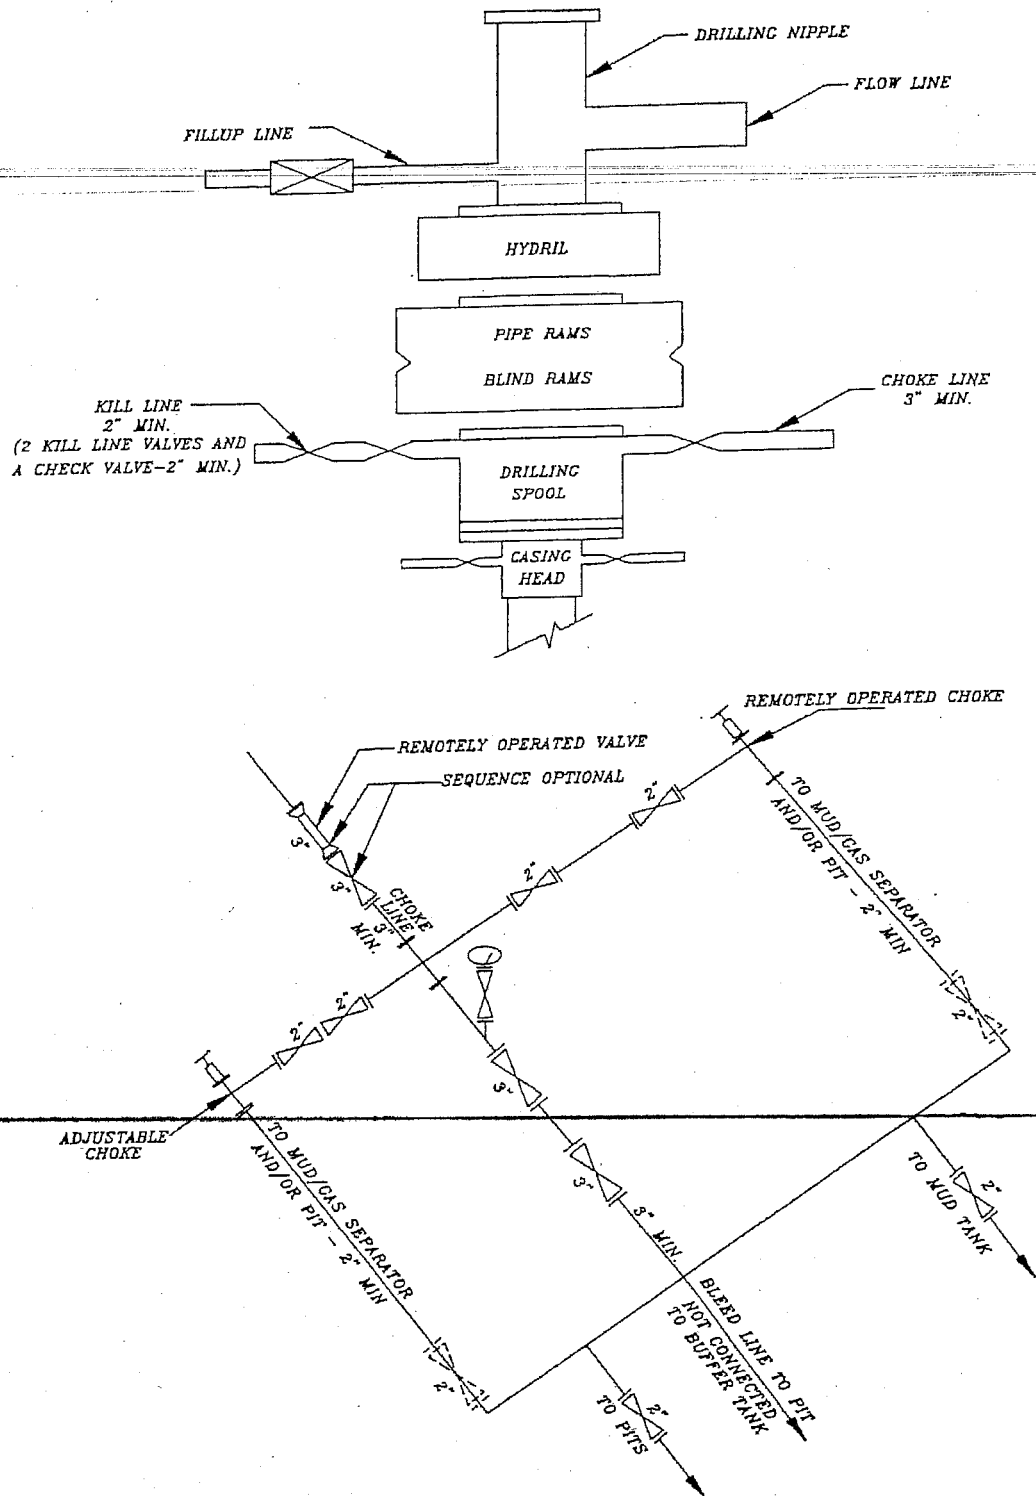 DRILLING NIPPLE
FLOW LINE
FILLUP LINE
HYDRIL
PIPE RAMS
BLIND RAMS
CHOKE LINE
3" MIN.
KILL LINE
2" MIN.
(2 KILL LINE VALVES AND
A CHECK VALVE-2" MIN.)
DRILLING
SPOOL
CASING
HEAD
REMOTELY OPERATED CHOKE
REMOTELY OPERATED VALVE
SEQUENCE OPTIONAL
3"
3"
CHOKE
LINE
3"
MIN.
2"
2"
TO MUD/GAS SEPARATOR
AND/OR PIT - 2" MIN
2"
2"
2"
3"
2"
ADJUSTABLE
CHOKE
TO MUD/GAS SEPARATOR
AND/OR PIT - 2" MIN
3"
3" MIN.
2"
TO MUD TANK
BLEED LINE TO PIT
NOT CONNECTED
TO BUFFER TANK
2"
2"
TO PITS